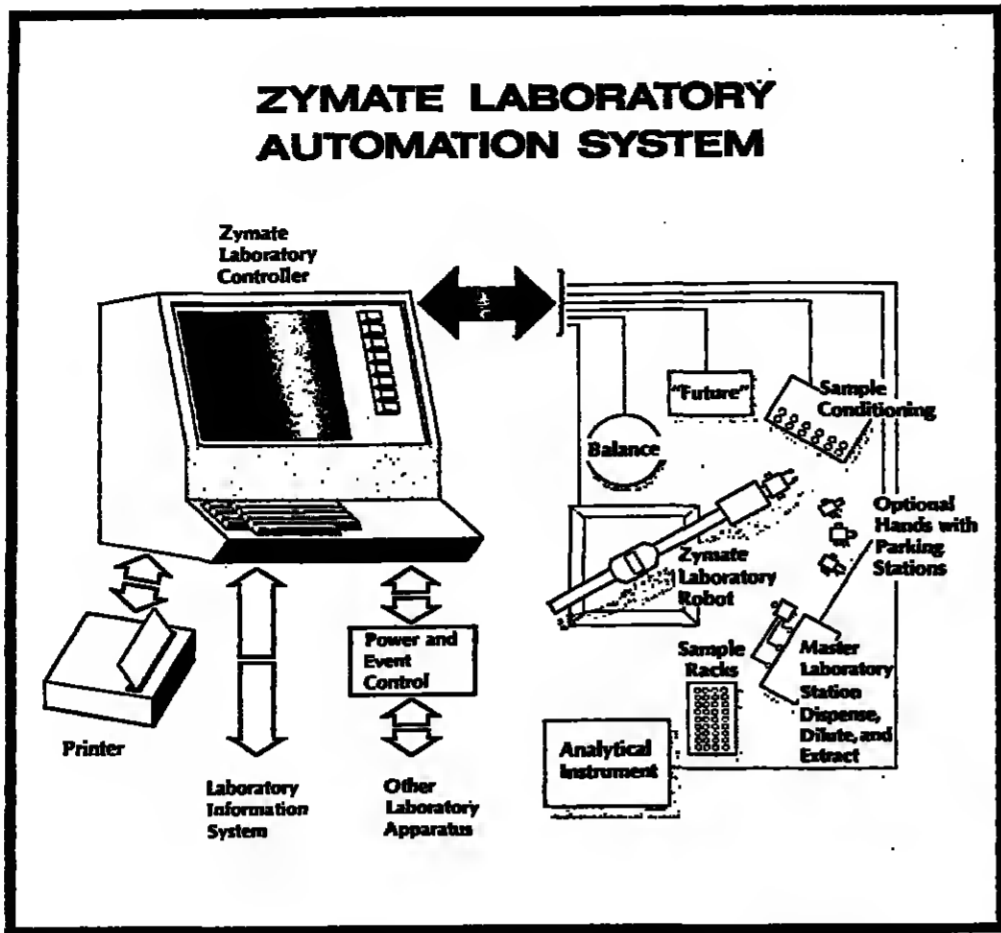 ZYMATE LABORATORY
AUTOMATION SYSTEM
Zymate
Laboratory
Controller
"Future"
Sample
Conditioning
Balance
Optional
Hands with
Parking
Stations
Zymate
Laboratory
Robot
Power and
Event
Control
Sample
Racks
Master
Laboratory
Station
Dispense,
Dilute, and
Extract
Printer
Analytical
Instrument
Laboratory
Information
System
Other
Laboratory
Apparatus